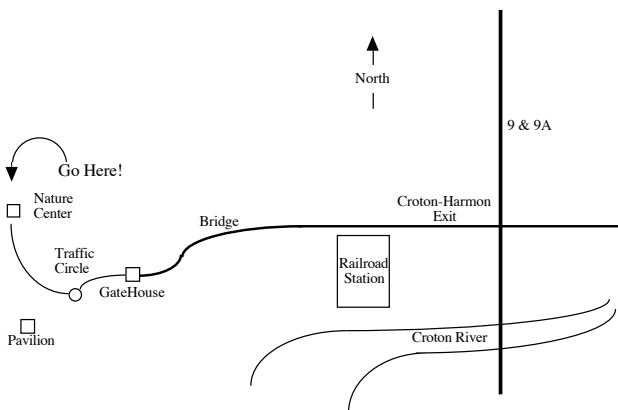 North
9 & 9A
Go Here!
Nature
Center
Croton-Harmon
Exit
Bridge
Traffic
Circle
Railroad
Station
GateHouse
Pavilion
Croton River